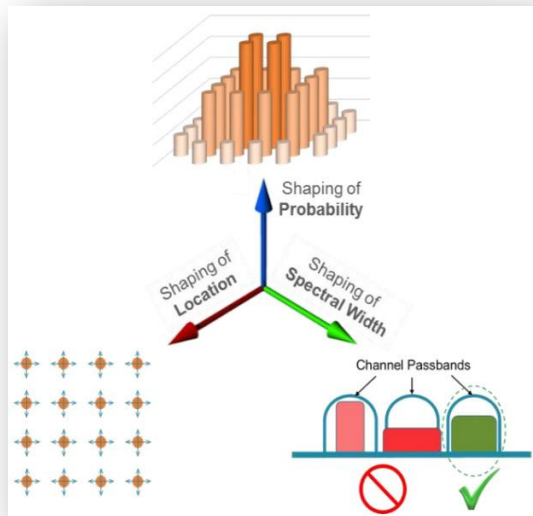 Shaping of
Probability
Shaping of
Location
Shaping of
Spectral Width
Channel Passbands